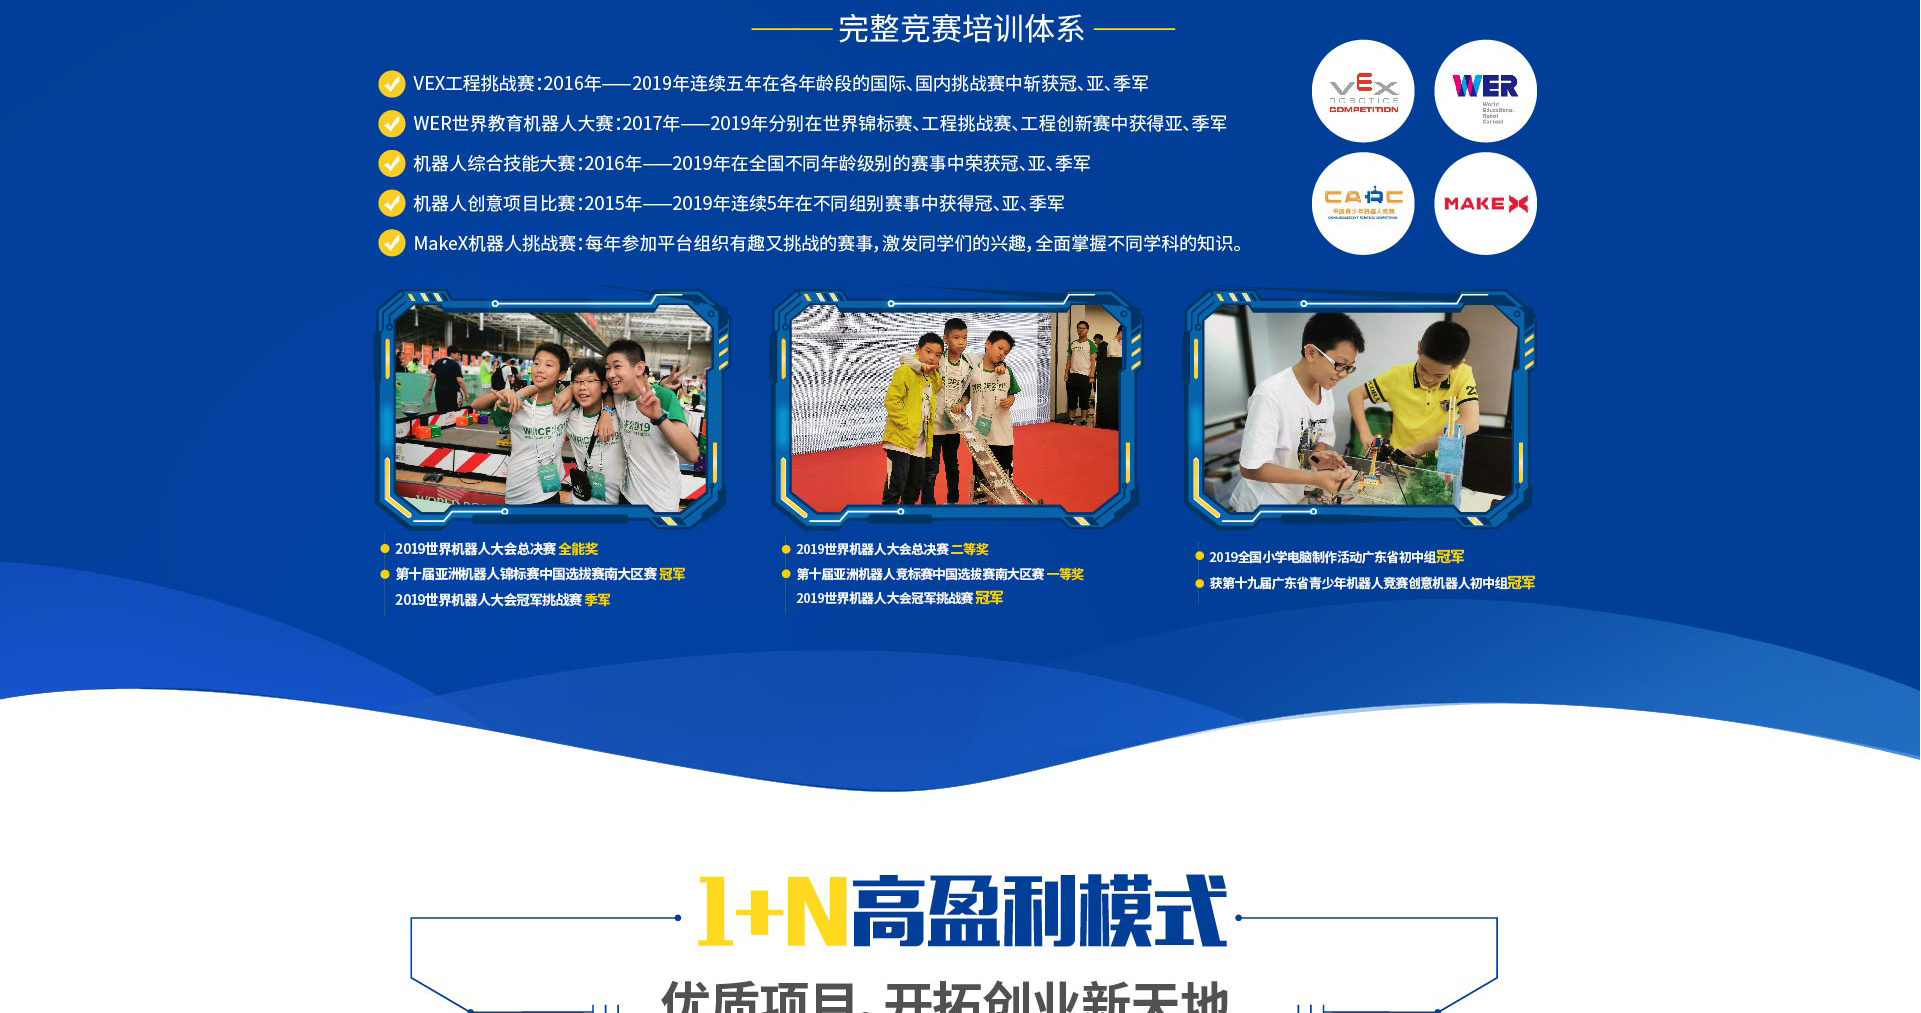 完整竞赛培训体系
VEX工程挑战赛：2016年——2019年连续五年在各年龄段的国际、国内挑战赛中斩获冠、亚、季军
WER世界教育机器人大赛：2017年——2019年分别在世界锦标赛、工程挑战赛、工程创新赛中获得亚、季军
机器人综合技能大赛：2016年——2019年在全国不同年龄级别的赛事中荣获冠、亚、季军
机器人创意项目比赛：2015年——2019年连续5年在不同组别赛事中获得冠、亚、季军
MakeX机器人挑战赛：每年参加平台组织有趣又挑战的赛事，激发同学们的兴趣，全面掌握不同学科的知识。
VEX
ROBOTICS
COMPETITION
WER
World
Educational
Robot
Contest
CARC
中国青少年机器人竞赛
CHINA ADOLESCENT ROBOTICS COMPETITION
MAKEX
2019世界机器人大会总决赛 全能奖
第十届亚洲机器人锦标赛中国选拔赛南大区赛 冠军
2019世界机器人大会冠军挑战赛 季军
2019世界机器人大会总决赛 二等奖
第十届亚洲机器人竞标赛中国选拔赛南大区赛 一等奖
2019世界机器人大会冠军挑战赛 冠军
2019全国小学电脑制作活动广东省初中组冠军
获第十九届广东省青少年机器人竞赛创意机器人初中组冠军
1+N高盈利模式
优质项目，开拓创业新天地